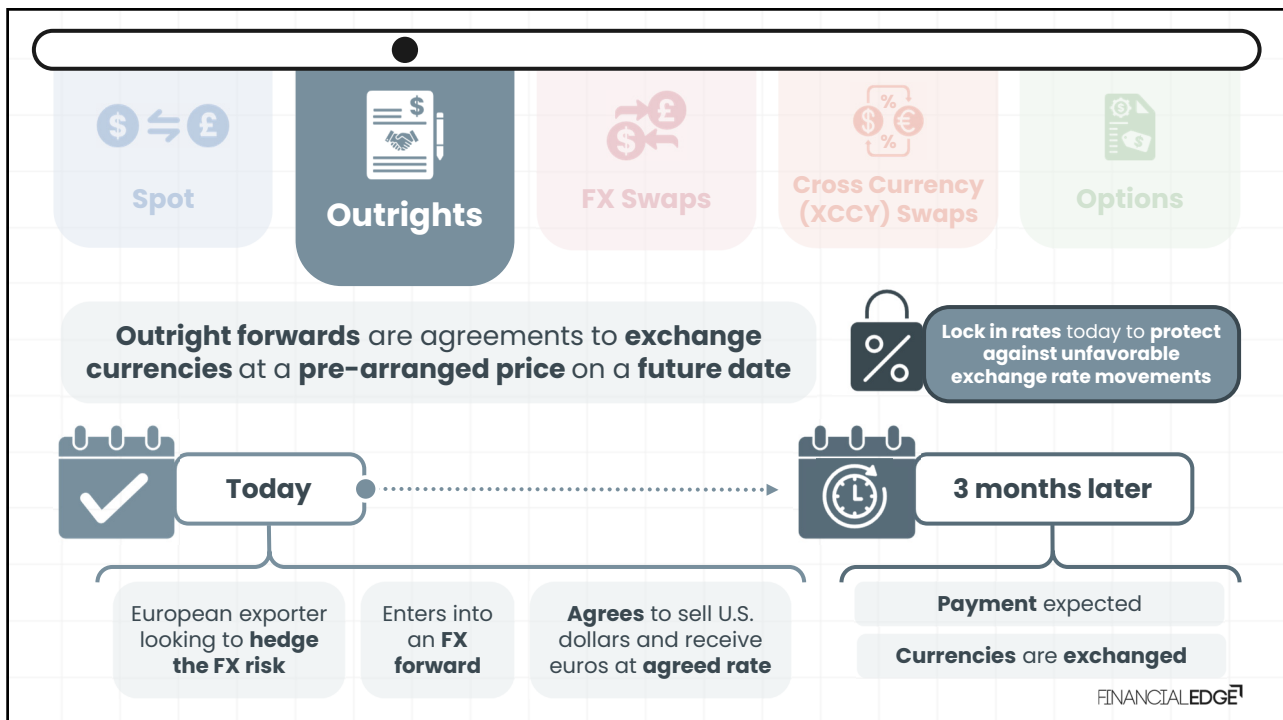 Spot
Outrights
FX Swaps
Cross Currency
(XCCY) Swaps
Options
Outright forwards are agreements to exchange
currencies at a pre-arranged price on a future date
Lock in rates today to protect
against unfavorable
exchange rate movements
Today
3 months later
European exporter
looking to hedge
the FX risk
Enters into
an FX
forward
Agrees to sell U.S.
dollars and receive
euros at agreed rate
Payment expected
Currencies are exchanged
FINANCIALEDGE